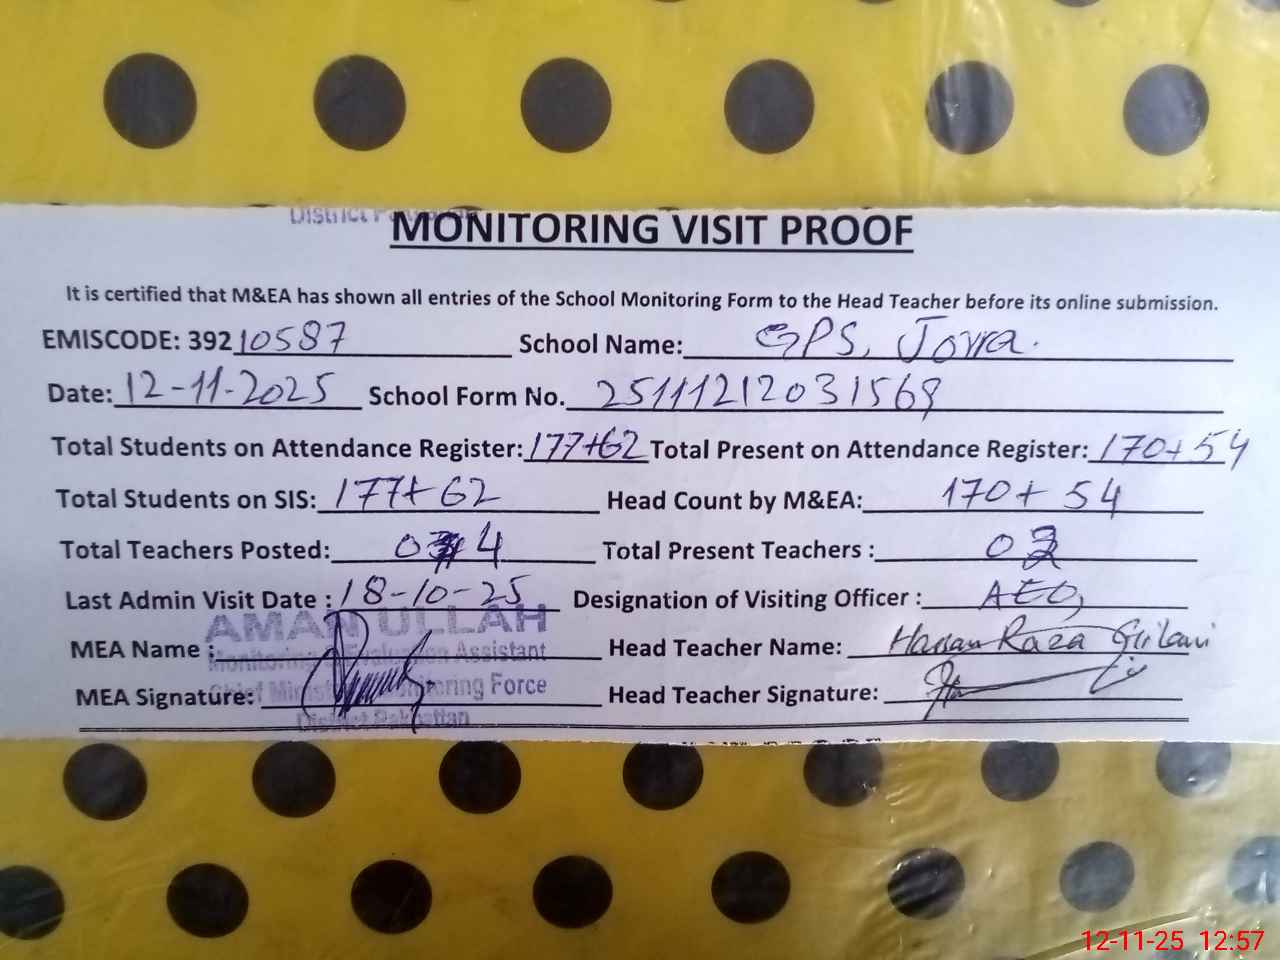 District
MONITORING VISIT PROOF
It is certified that M&EA has shown all entries of the School Monitoring Form to the Head Teacher before its online submission.
EMISCODE: 39210587 School Name: GPS, Jowa.
Date: 12-11-2025 School Form No. 25111212031568
Total Students on Attendance Register: 177+62 Total Present on Attendance Register: 170+54
Total Students on SIS: 177+62 Head Count by M&EA: 170+54
Total Teachers Posted: 04 Total Present Teachers : 03
Last Admin Visit Date : 18-10-25 Designation of Visiting Officer : AEO,
AMAN ULLAH
MEA Name : Head Teacher Name: Hassan Raza Gillani
Monitoring & Evaluation Assistant
MEA Signature: Head Teacher Signature:
Chief Minister Monitoring Force
District Pakpattan
12-11-25 12:57